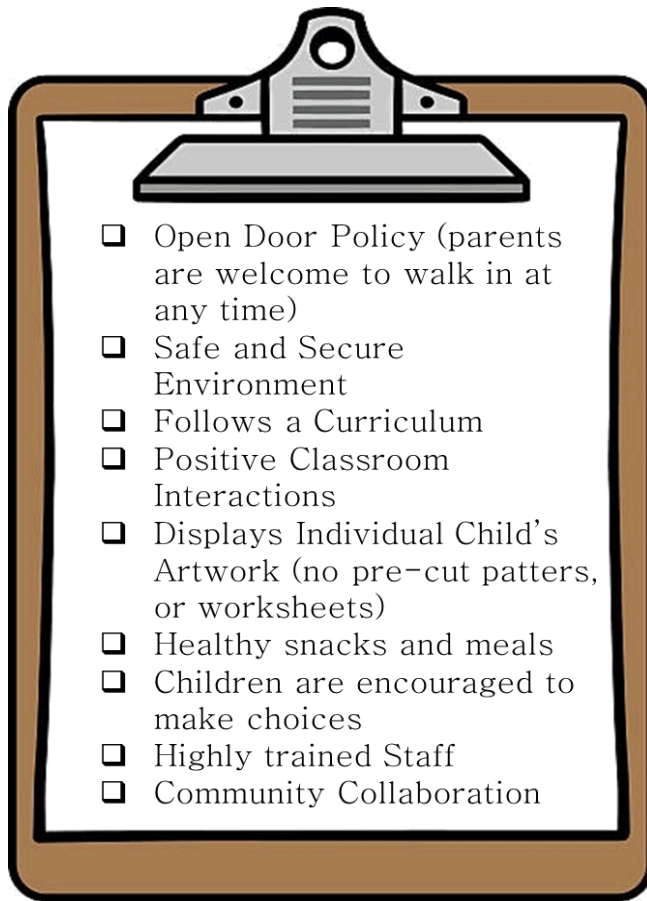 ❑ Open Door Policy (parents
are welcome to walk in at
any time)
❑ Safe and Secure
Environment
❑ Follows a Curriculum
❑ Positive Classroom
Interactions
❑ Displays Individual Child's
Artwork (no pre-cut patters,
or worksheets)
❑ Healthy snacks and meals
❑ Children are encouraged to
make choices
❑ Highly trained Staff
❑ Community Collaboration